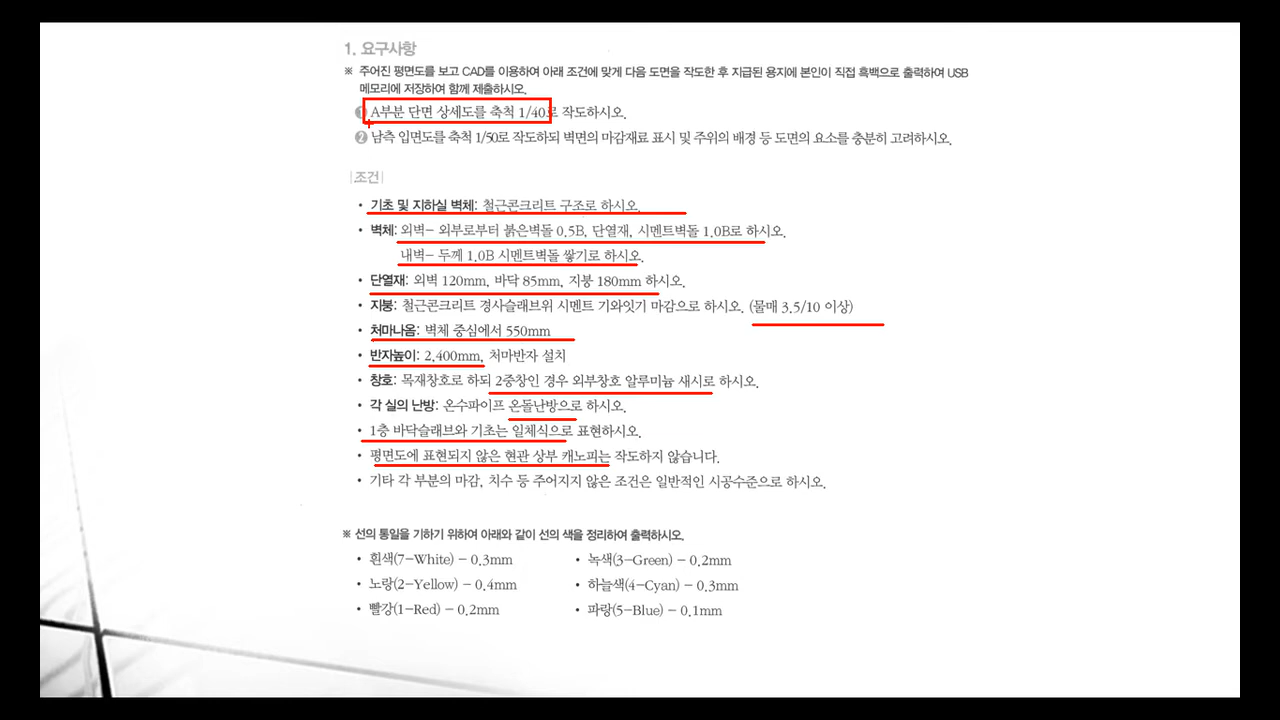 1. 요구사항
※ 주어진 평면도를 보고 CAD를 이용하여 아래 조건에 맞게 다음 도면을 작도한 후 지급된 용지에 본인이 직접 흑백으로 출력하여 USB
메모리에 저장하여 함께 제출하시오.
① A부분 단면 상세도를 축척 1/40로 작도하시오.
② 남측 입면도를 축척 1/50로 작도하되 벽면의 마감재료 표시 및 주위의 배경 등 도면의 요소를 충분히 고려하시오.
|조건|
• 기초 및 지하실 벽체: 철근콘크리트 구조로 하시오.
• 벽체: 외벽- 외부로부터 붉은벽돌 0.5B, 단열재, 시멘트벽돌 1.0B로 하시오.
내벽- 두께 1.0B 시멘트벽돌 쌓기로 하시오.
• 단열재: 외벽 120mm, 바닥 85mm, 지붕 180mm 하시오.
• 지붕: 철근콘크리트 경사슬래브위 시멘트 기와잇기 마감으로 하시오. (물매 3.5/10 이상)
• 처마나옴: 벽체 중심에서 550mm
• 반자높이: 2,400mm, 처마반자 설치
• 창호: 목재창호로 하되 2중창인 경우 외부창호 알루미늄 새시로 하시오.
• 각 실의 난방: 온수파이프 온돌난방으로 하시오.
• 1층 바닥슬래브와 기초는 일체식으로 표현하시오.
• 평면도에 표현되지 않은 현관 상부 캐노피는 작도하지 않습니다.
• 기타 각 부분의 마감, 치수 등 주어지지 않은 조건은 일반적인 시공수준으로 하시오.
※ 선의 통일을 기하기 위하여 아래와 같이 선의 색을 정리하여 출력하시오.
• 흰색(7-White) - 0.3mm • 녹색(3-Green) - 0.2mm
• 노랑(2-Yellow) - 0.4mm • 하늘색(4-Cyan) - 0.3mm
• 빨강(1-Red) - 0.2mm • 파랑(5-Blue) - 0.1mm